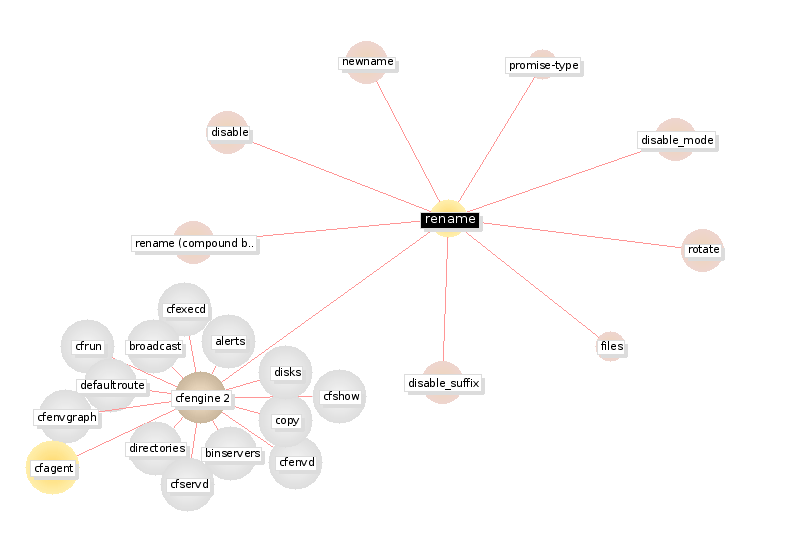 newname
promise-type
disable
disable_mode
rename
rename (compound b..
rotate
cfexecd
cfrun
broadcast
alerts
files
disks
defaultroute
disable_suffix
cfengine 2
cfshow
cfenvgraph
copy
directories
binservers
cfagent
cfenvd
cfservd